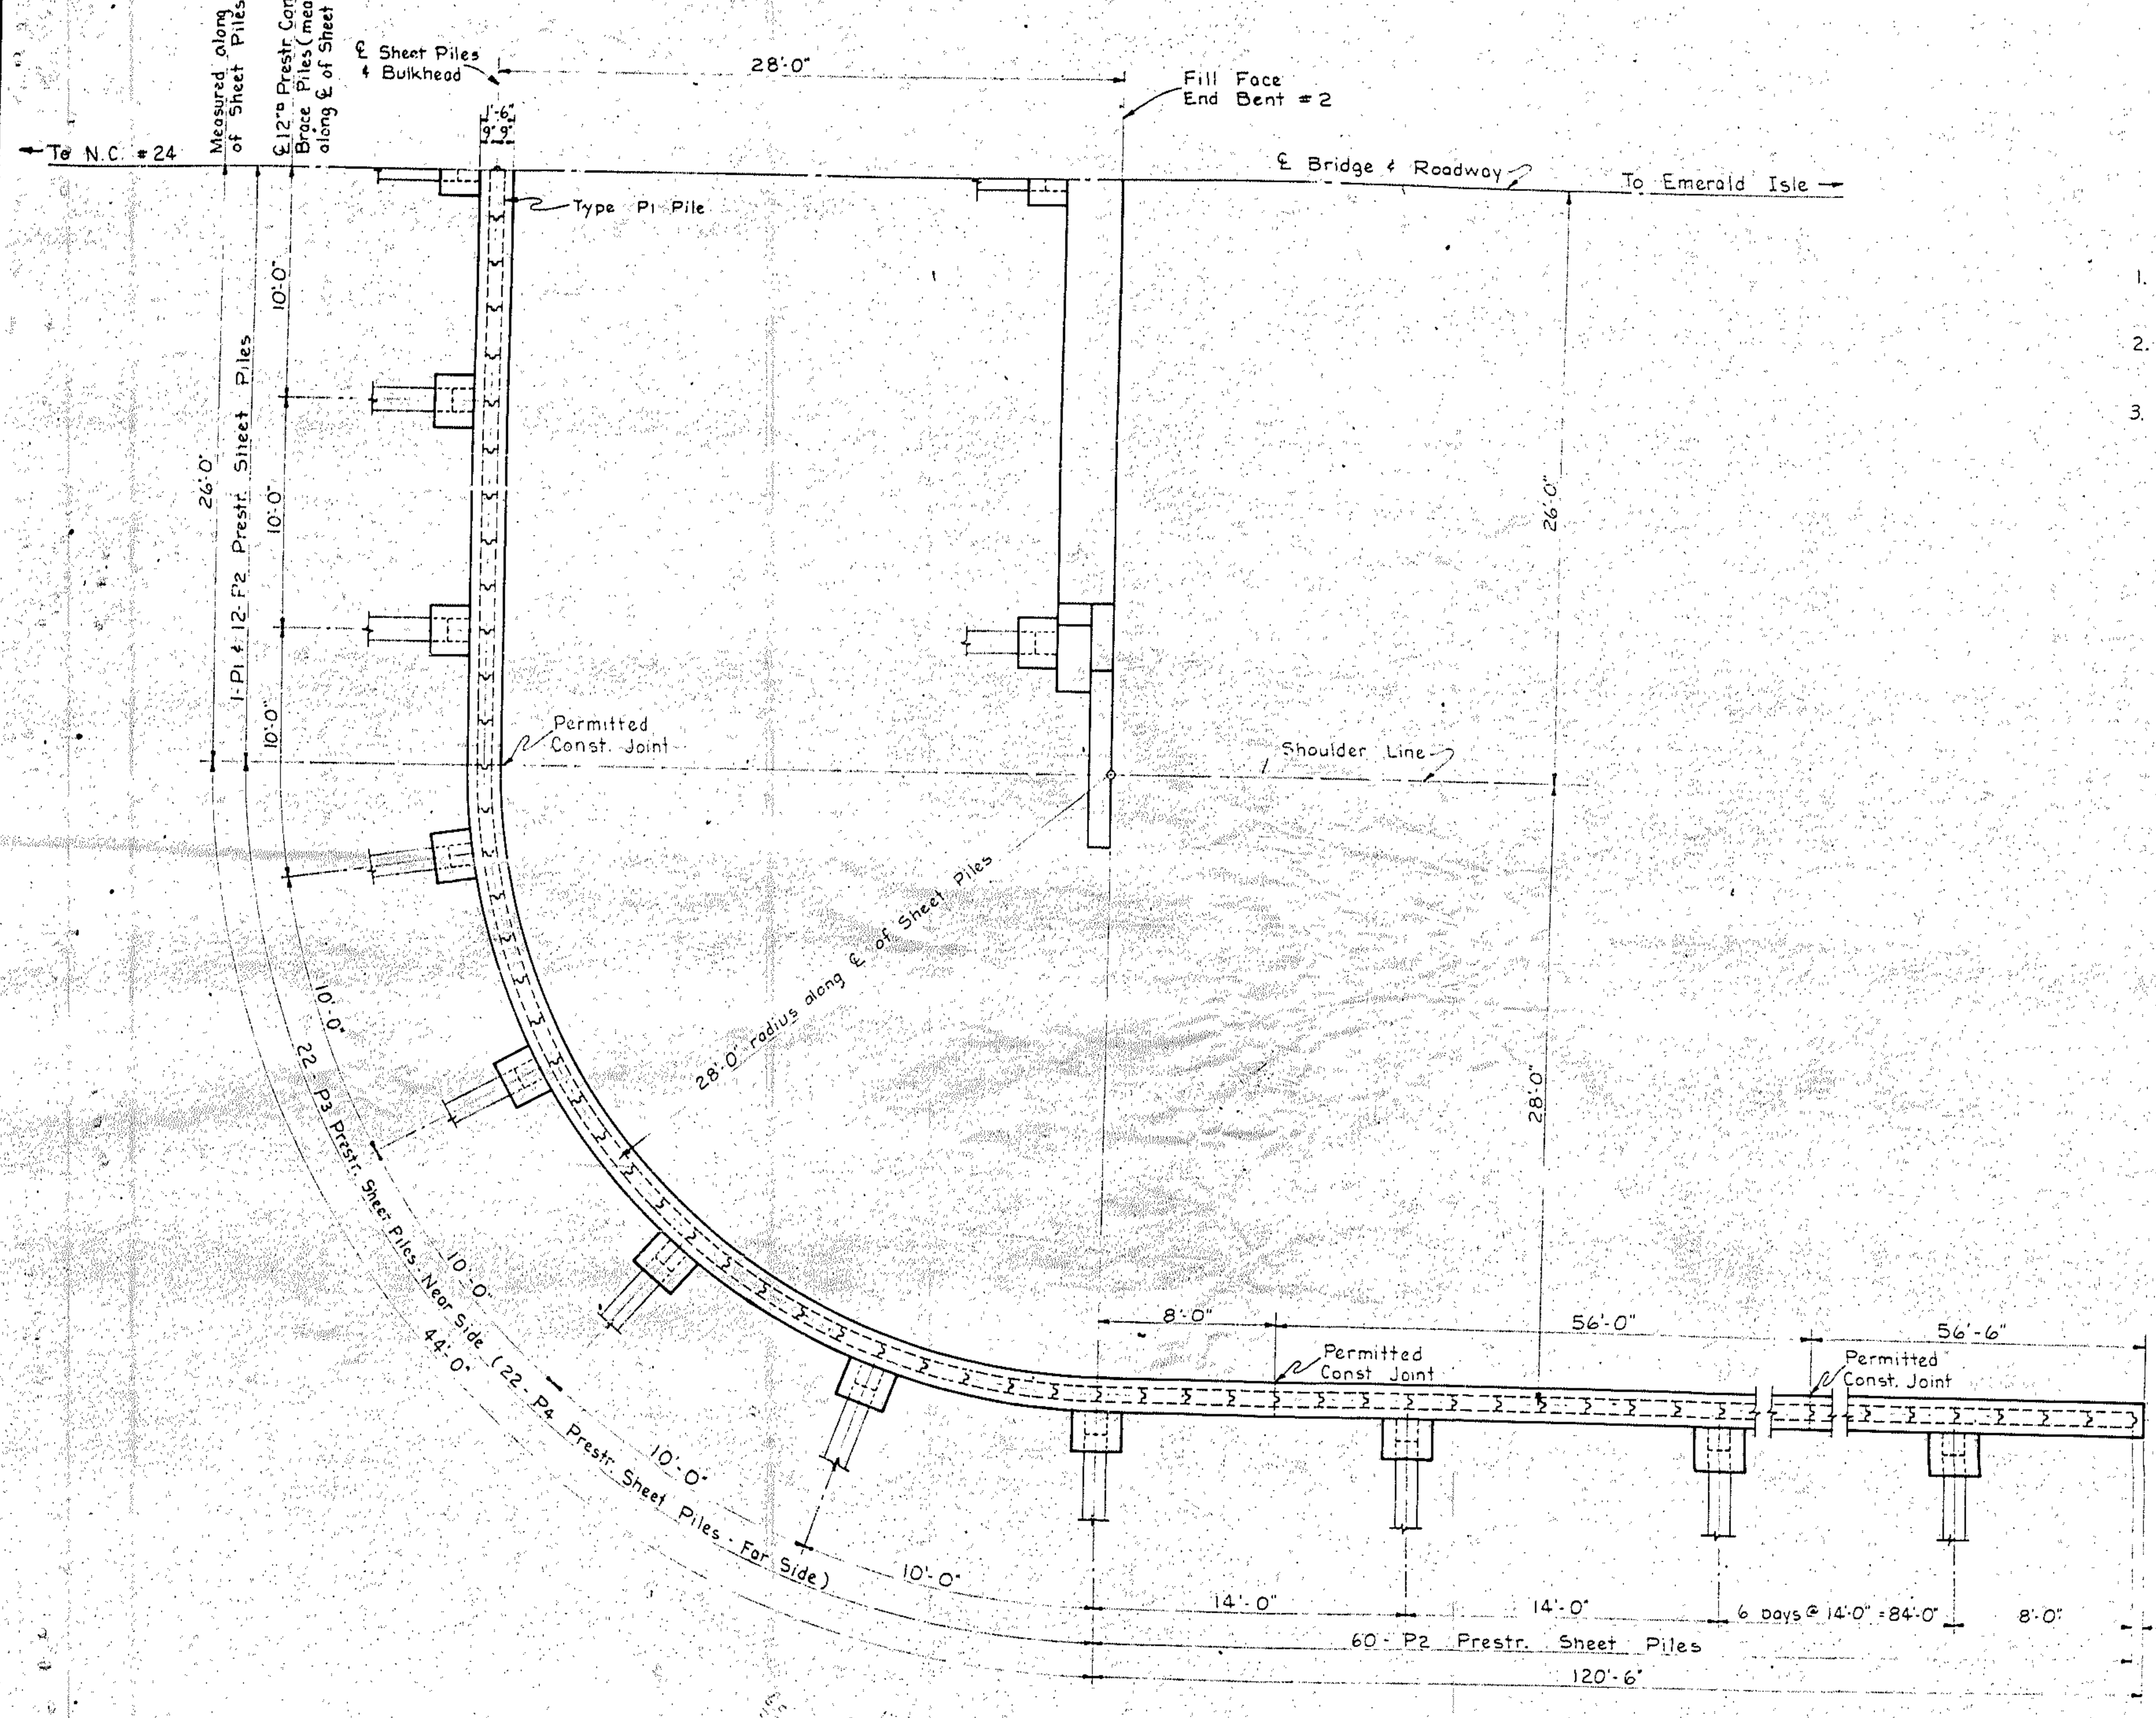 Measured along
of Sheet Piles
℄ 12"□ Prestr. Con
Brace Piles (mea
along ℄ of Sheet
℄ Sheet Piles
& Bulkhead
28'-0"
Fill Face
End Bent #2
1'-6"
9" 9"
To N.C. #24
℄ Bridge & Roadway
To Emerald Isle
Type P1 Pile
1.
2.
3.
10'-0"
26'-0"
1-P1 & 12-P2 Prestr. Sheet Piles
10'-0"
26'-0"
10'-0"
Permitted
Const. Joint
Shoulder Line
28'-0" radius along ℄ of Sheet Piles
28'-0"
10'-0"
22-P3 Prestr. Sheet Piles-Near Side (22-P4 Prestr. Sheet Piles-Far Side)
10'-0"
44'-0"
10'-0"
10'-0"
8'-0"
56'-0"
56'-6"
Permitted
Const Joint
Permitted
Const. Joint
14'-0"
14'-0"
6 Bays @ 14'-0" = 84'-0"
8'-0"
60-P2 Prestr. Sheet Piles
120'-6"